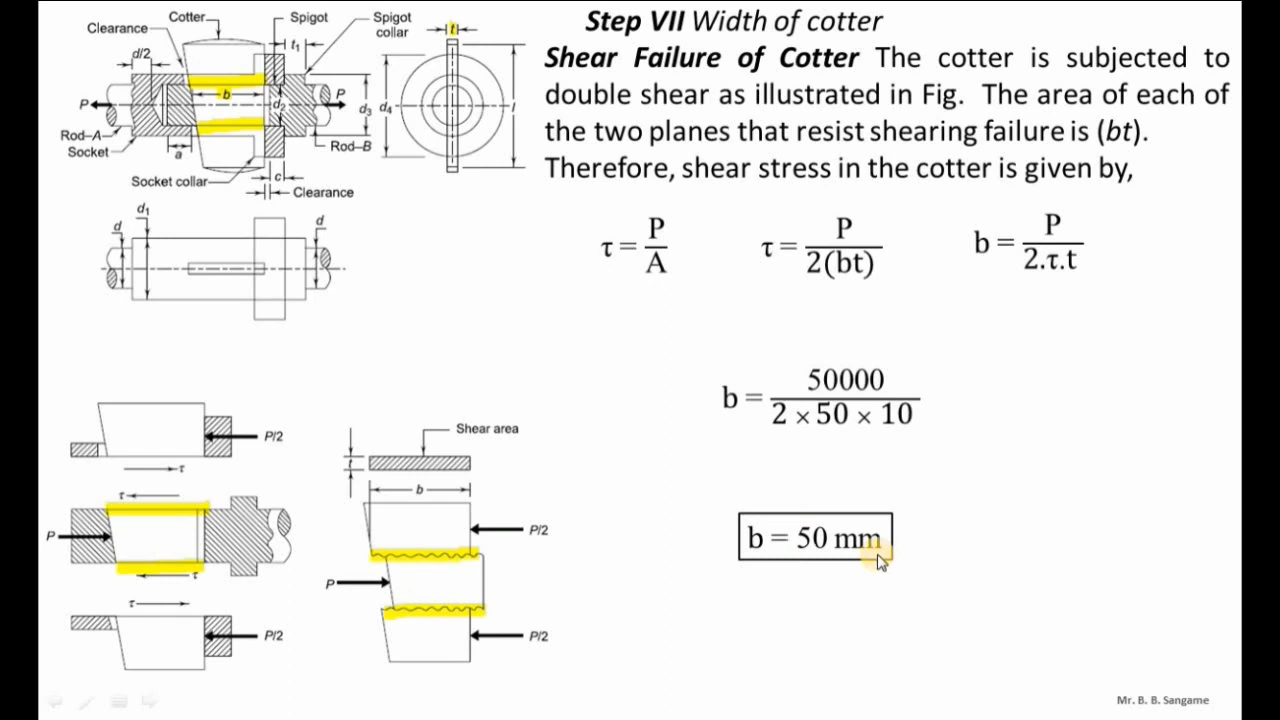 Step VII Width of cotter
Shear Failure of Cotter The cotter is subjected to
double shear as illustrated in Fig. The area of each of
the two planes that resist shearing failure is (bt).
Therefore, shear stress in the cotter is given by,
τ = P/A
τ = P/2(bt)
b = P/2.τ.t
b = 50000/2 × 50 × 10
b = 50 mm
Cotter
Spigot
Spigot
collar
Clearance
d/2
t1
t
b
P
P
d2
d3
d4
l
Rod–A
Socket
a
Rod–B
c
Socket collar
Clearance
d1
d
d
P/2
τ
τ
P
τ
τ
P/2
Shear area
t
b
P/2
P
P/2
Mr. B. B. Sangame